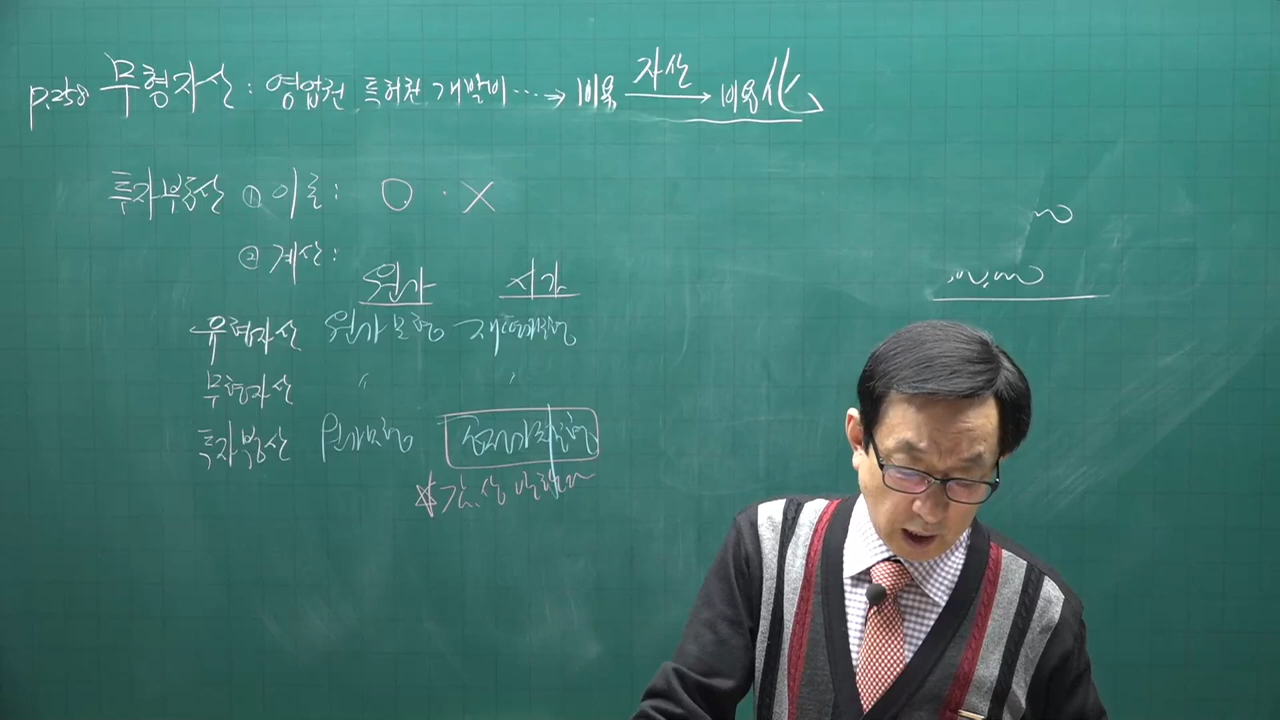 p.258 무형자산 : 영업권 특허권 개발비 … → 비용 자산 → 비용化
투자부동산 ① 이론 : O · X
② 계산 :
원가 시가
유형자산 원가모형 재평가모형
무형자산 〃 〃
투자부동산 원가모형 공정가치모형